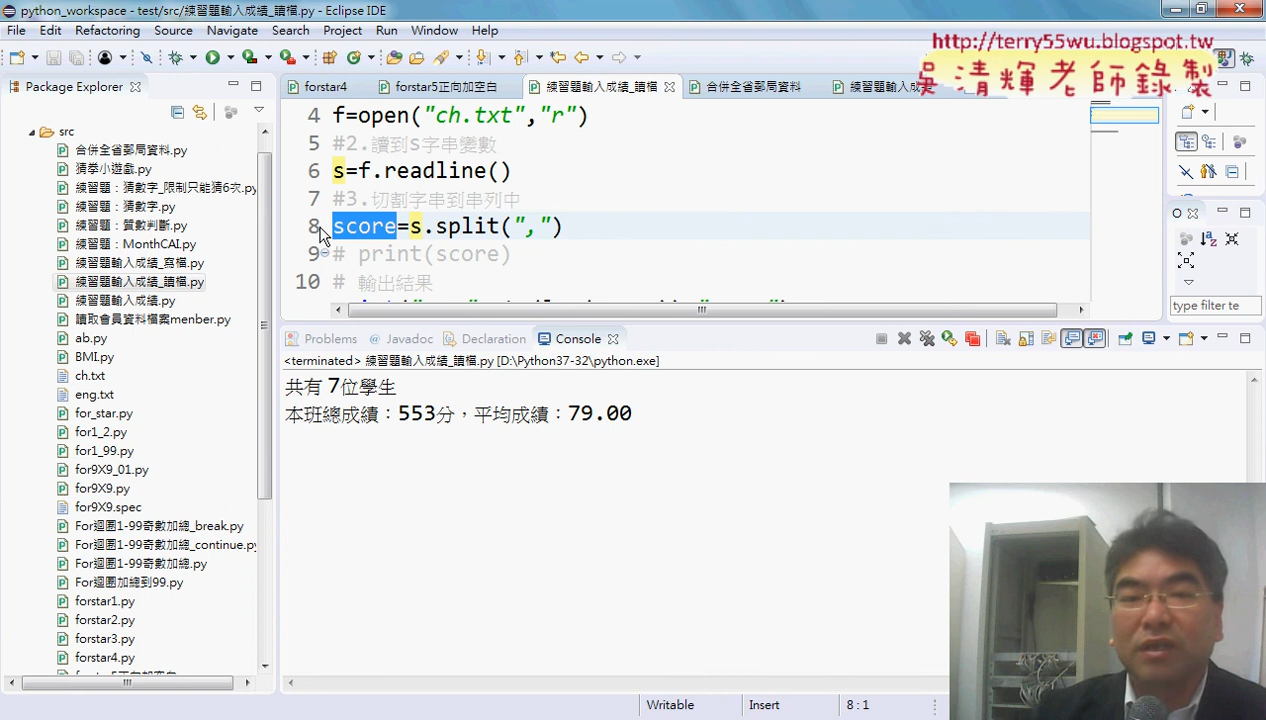 python_workspace - test/src/練習題輸入成績_讀檔.py - Eclipse IDE
File Edit Refactoring Source Navigate Search Project Run Window Help
http://terry55wu.blogspot.tw
吳清輝老師錄製
Package Explorer
forstar4
forstar5正向加空白
練習題輸入成績_讀檔
合併全省郵局資料
練習題輸入成
src
合併全省郵局資料.py
猜拳小遊戲.py
練習題：猜數字_限制只能猜6次.py
練習題：猜數字.py
練習題：質數判斷.py
練習題：MonthCAI.py
練習題輸入成績_寫檔.py
練習題輸入成績_讀檔.py
練習題輸入成績.py
讀取會員資料檔案menber.py
ab.py
BMI.py
ch.txt
eng.txt
for_star.py
for1_2.py
for1_99.py
for9X9_01.py
for9X9.py
for9X9.spec
For迴圈1-99奇數加總_break.py
For迴圈1-99奇數加總_continue.py
For迴圈1-99奇數加總.py
For迴圈加總到99.py
forstar1.py
forstar2.py
forstar3.py
forstar4.py
4 f=open("ch.txt","r")
5 #2.讀到s字串變數
6 s=f.readline()
7 #3.切割字串到串列中
8 score=s.split(",")
9 # print(score)
10 # 輸出結果
O
type filter te
Problems @ Javadoc Declaration Console
<terminated> 練習題輸入成績_讀檔.py [D:\Python37-32\python.exe]
共有 7位學生
本班總成績：553分，平均成績：79.00
Writable Insert 8 : 1